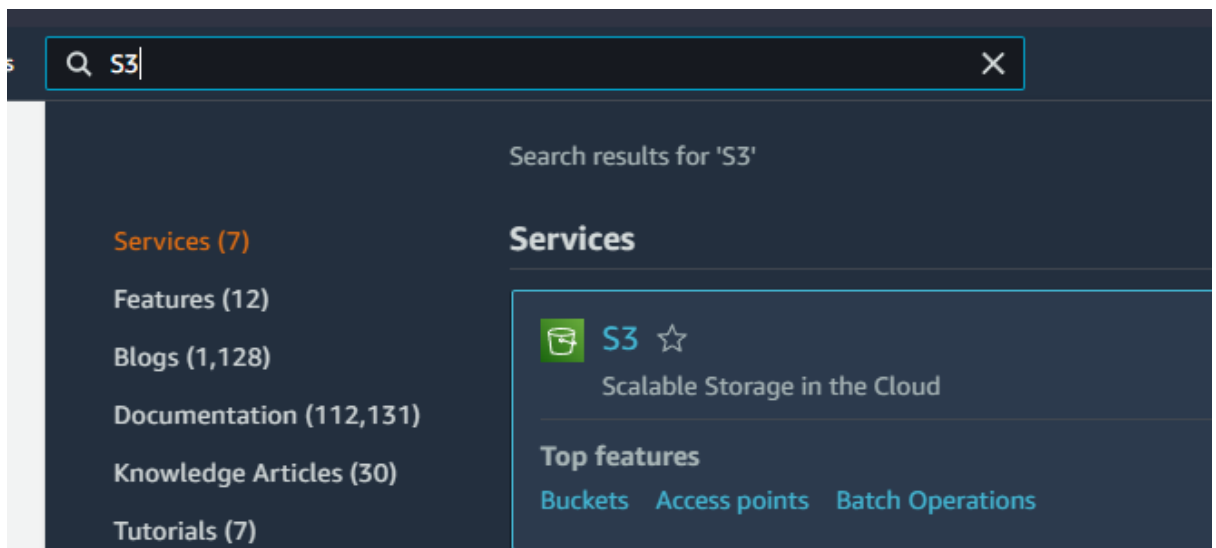 S3
Search results for 'S3'
Services (7)
Features (12)
Blogs (1,128)
Documentation (112,131)
Knowledge Articles (30)
Tutorials (7)
Services
S3
Scalable Storage in the Cloud
Top features
Buckets Access points Batch Operations